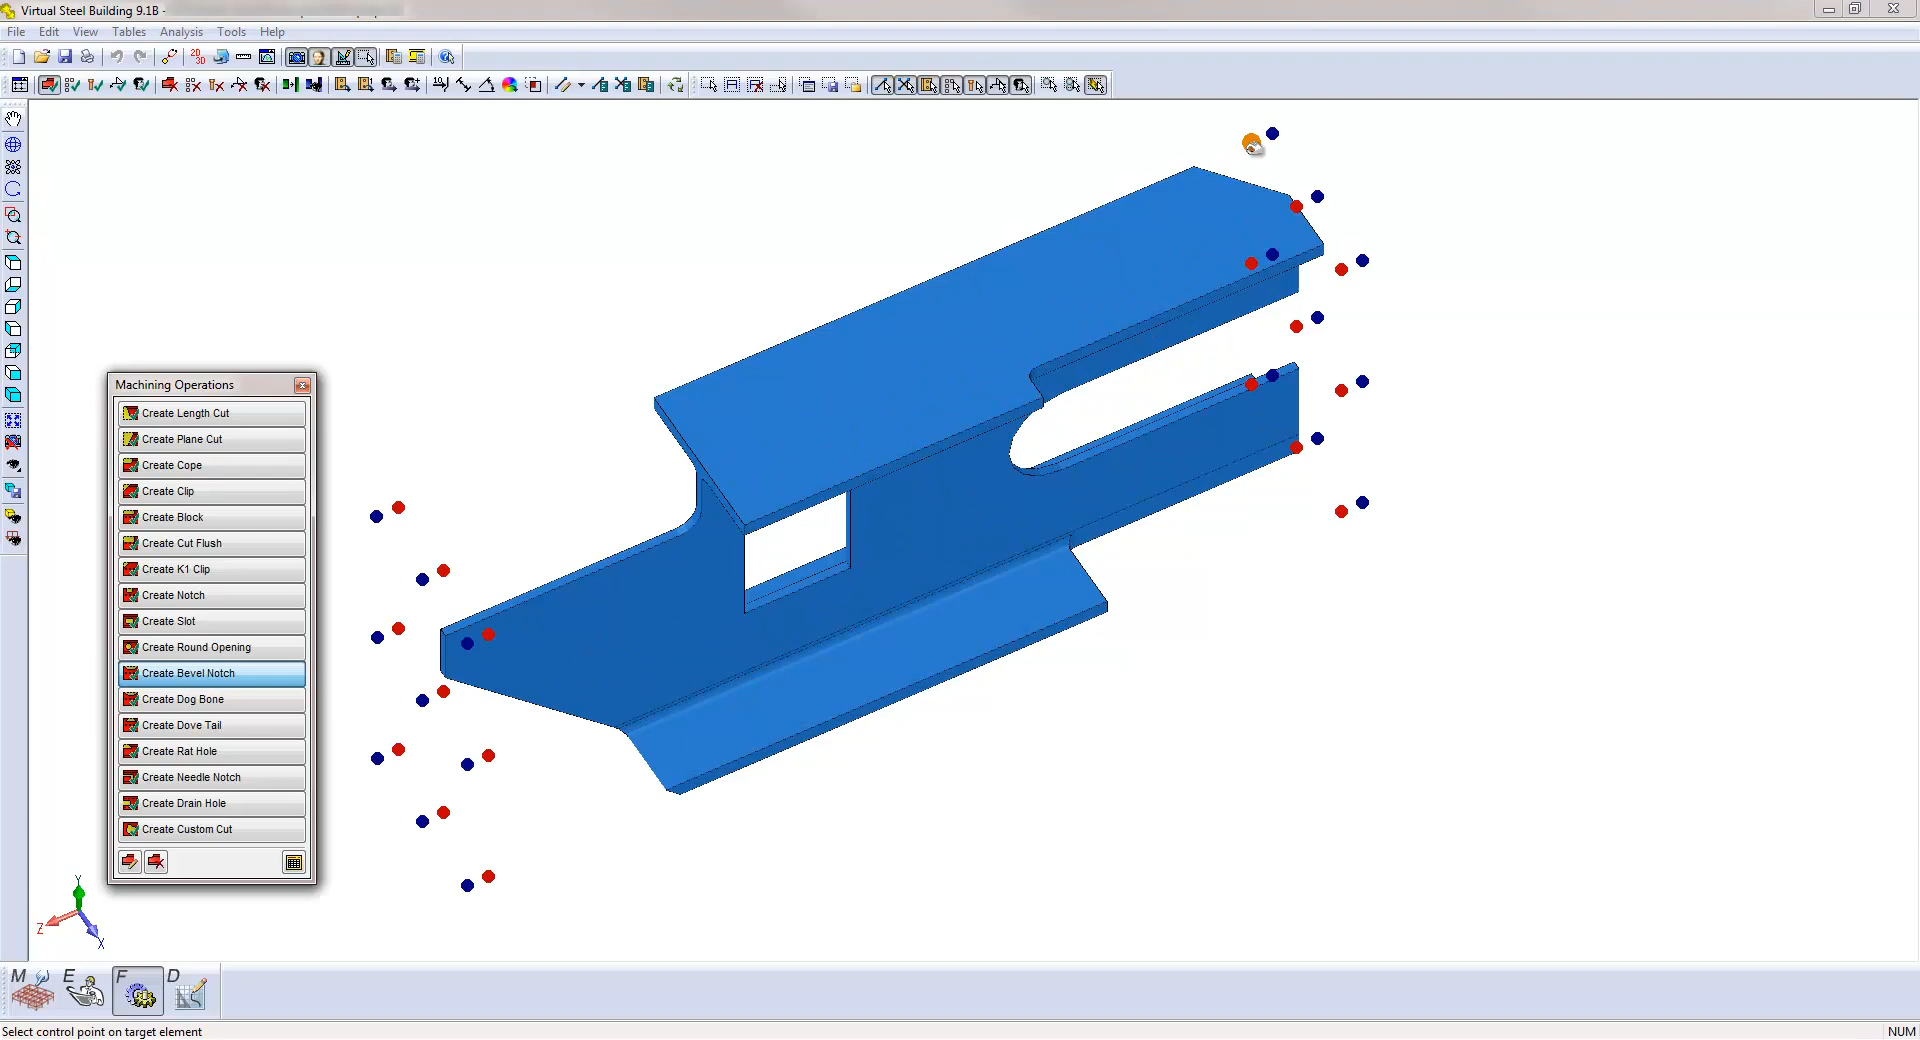 Virtual Steel Building 9.1B -
File Edit View Tables Analysis Tools Help
Machining Operations
Create Length Cut
Create Plane Cut
Create Cope
Create Clip
Create Block
Create Cut Flush
Create K1 Clip
Create Notch
Create Slot
Create Round Opening
Create Bevel Notch
Create Dog Bone
Create Dove Tail
Create Rat Hole
Create Needle Notch
Create Drain Hole
Create Custom Cut
Y
Z
X
M E F D
Select control point on target element NUM